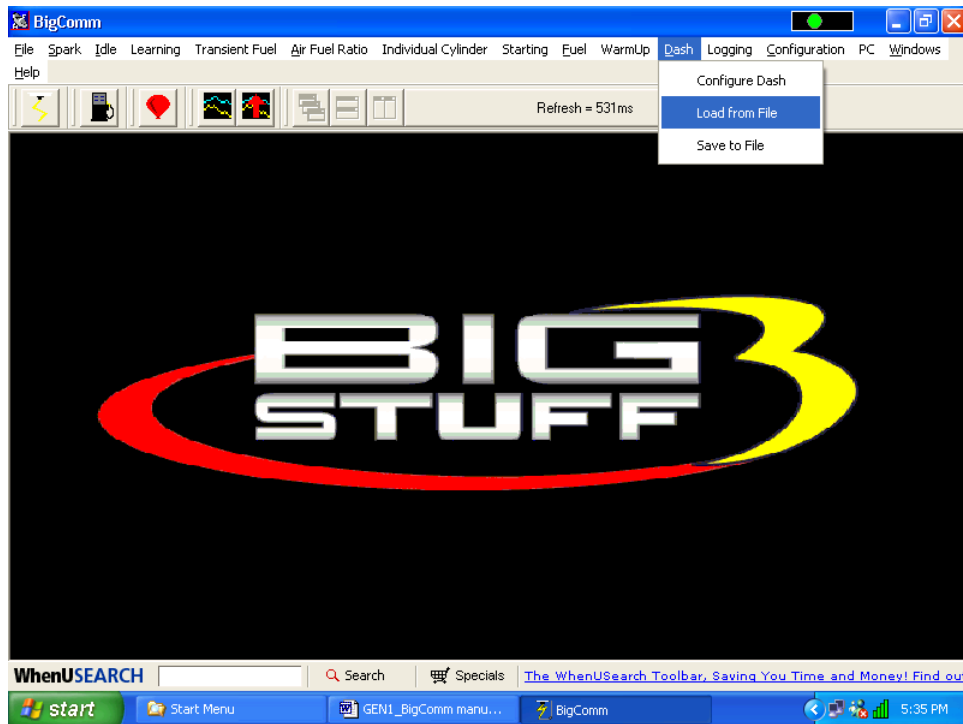 BigComm
File Spark Idle Learning Transient Fuel Air Fuel Ratio Individual Cylinder Starting Fuel WarmUp Dash Logging Configuration PC Windows
Help
Refresh = 531ms
Configure Dash
Load from File
Save to File
BIG
STUFF
3
WhenUSEARCH Search Specials The WhenUSearch Toolbar, Saving You Time and Money! Find ou
start Start Menu GEN1_BigComm manu... BigComm 5:35 PM